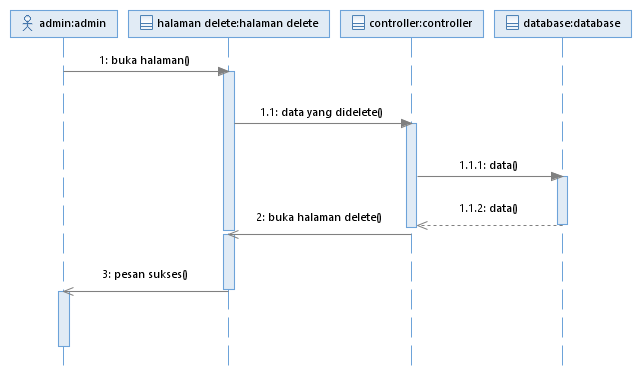 admin:admin
halaman delete:halaman delete
controller:controller
database:database
1: buka halaman()
1.1: data yang didelete()
1.1.1: data()
1.1.2: data()
2: buka halaman delete()
3: pesan sukses()